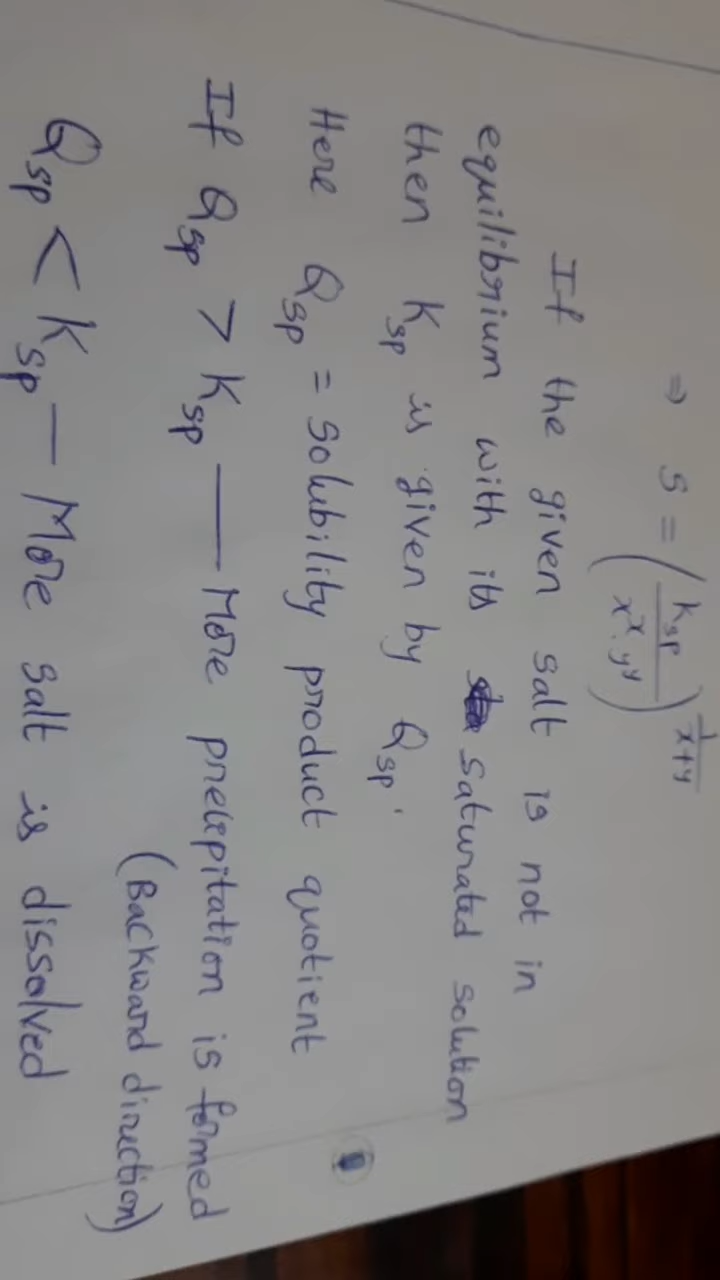 ⇒ S = (Ksp / x^x.y^y)^1/x+y
If the given salt is not in
equilibrium with its saturated solution
then Ksp is given by Qsp.
Here Qsp = Solubility product quotient
If Qsp > Ksp — More precipitation is formed
(Backward direction)
Qsp < Ksp — More salt is dissolved